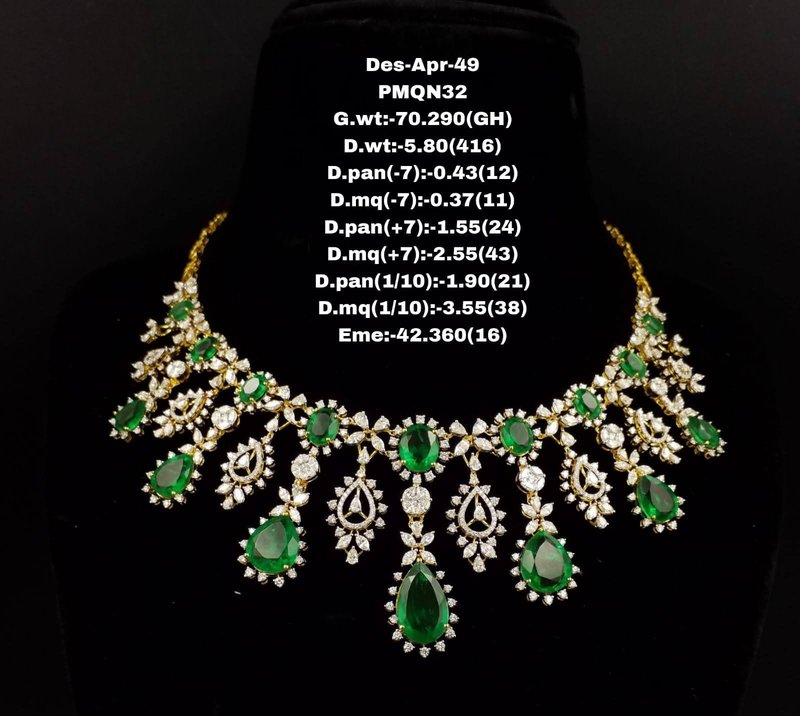 Des-Apr-49
PMQN32
G.wt:-70.290(GH)
D.wt:-5.80(416)
D.pan(-7):-0.43(12)
D.mq(-7):-0.37(11)
D.pan(+7):-1.55(24)
D.mq(+7):-2.55(43)
D.pan(1/10):-1.90(21)
D.mq(1/10):-3.55(38)
Eme:-42.360(16)